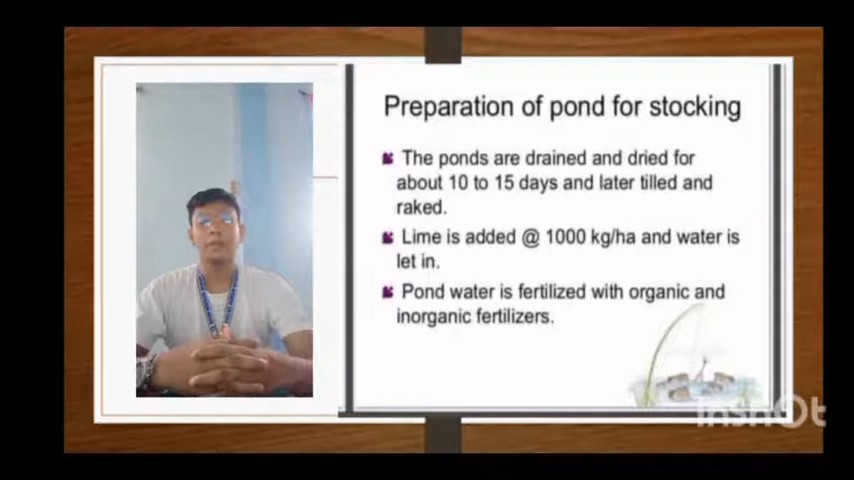 Preparation of pond for stocking
The ponds are drained and dried for
about 10 to 15 days and later tilled and
raked.
Lime is added @ 1000 kg/ha and water is
let in.
Pond water is fertilized with organic and
inorganic fertilizers.
InShOt